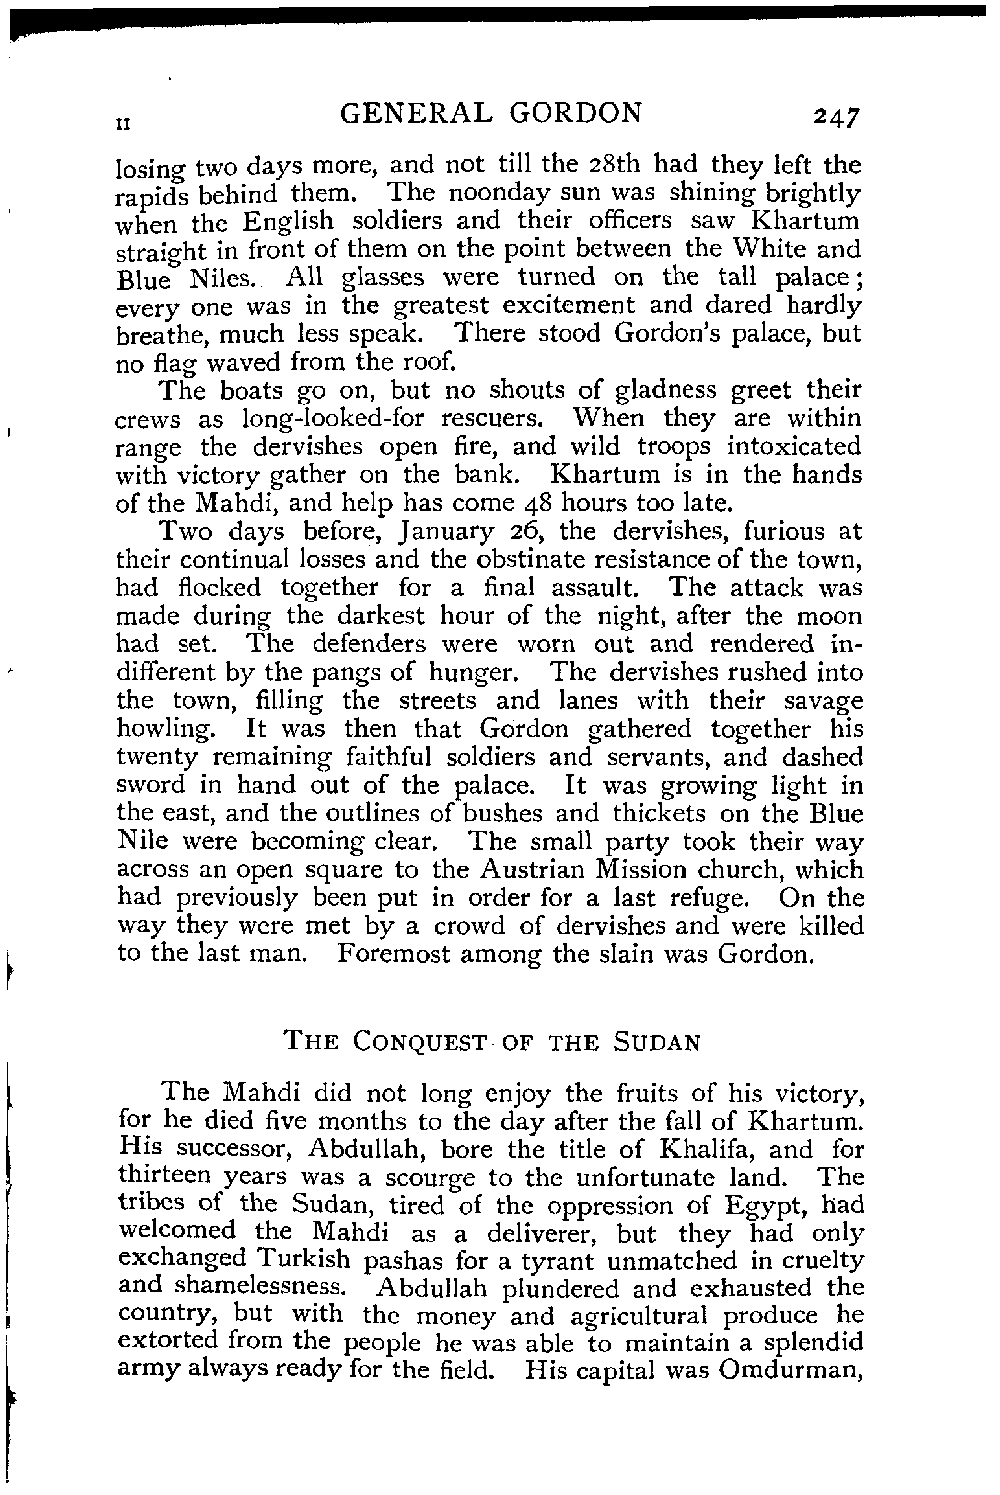 II GENERAL GORDON 247
losing two days more, and not till the 28th had they left the
rapids behind them. The noonday sun was shining brightly
when the English soldiers and their officers saw Khartum
straight in front of them on the point between the White and
Blue Niles. All glasses were turned on the tall palace;
every one was in the greatest excitement and dared hardly
breathe, much less speak. There stood Gordon's palace, but
no flag waved from the roof.
The boats go on, but no shouts of gladness greet their
crews as long-looked-for rescuers. When they are within
range the dervishes open fire, and wild troops intoxicated
with victory gather on the bank. Khartum is in the hands
of the Mahdi, and help has come 48 hours too late.
Two days before, January 26, the dervishes, furious at
their continual losses and the obstinate resistance of the town,
had flocked together for a final assault. The attack was
made during the darkest hour of the night, after the moon
had set. The defenders were worn out and rendered in-
different by the pangs of hunger. The dervishes rushed into
the town, filling the streets and lanes with their savage
howling. It was then that Gordon gathered together his
twenty remaining faithful soldiers and servants, and dashed
sword in hand out of the palace. It was growing light in
the east, and the outlines of bushes and thickets on the Blue
Nile were becoming clear. The small party took their way
across an open square to the Austrian Mission church, which
had previously been put in order for a last refuge. On the
way they were met by a crowd of dervishes and were killed
to the last man. Foremost among the slain was Gordon.
THE CONQUEST OF THE SUDAN
The Mahdi did not long enjoy the fruits of his victory,
for he died five months to the day after the fall of Khartum.
His successor, Abdullah, bore the title of Khalifa, and for
thirteen years was a scourge to the unfortunate land. The
tribes of the Sudan, tired of the oppression of Egypt, had
welcomed the Mahdi as a deliverer, but they had only
exchanged Turkish pashas for a tyrant unmatched in cruelty
and shamelessness. Abdullah plundered and exhausted the
country, but with the money and agricultural produce he
extorted from the people he was able to maintain a splendid
army always ready for the field. His capital was Omdurman,